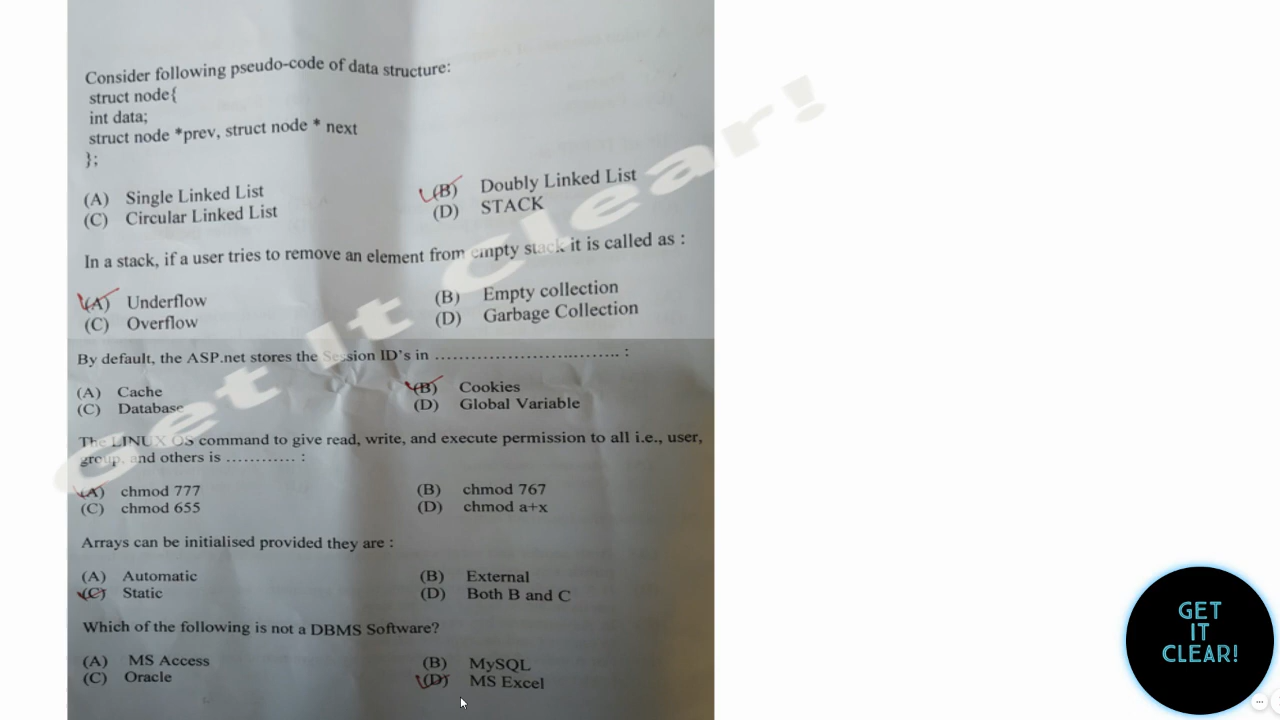 Consider following pseudo-code of data structure:
struct node{
int data;
struct node *prev, struct node * next
};
(A) Single Linked List (B) Doubly Linked List
(C) Circular Linked List (D) STACK
In a stack, if a user tries to remove an element from empty stack it is called as :
(A) Underflow (B) Empty collection
(C) Overflow (D) Garbage Collection
By default, the ASP.net stores the Session ID's in ............................... :
(A) Cache (B) Cookies
(C) Database (D) Global Variable
The LINUX OS command to give read, write, and execute permission to all i.e., user,
group, and others is ............ :
(A) chmod 777 (B) chmod 767
(C) chmod 655 (D) chmod a+x
Arrays can be initialised provided they are :
(A) Automatic (B) External
(C) Static (D) Both B and C
Which of the following is not a DBMS Software?
(A) MS Access (B) MySQL
(C) Oracle (D) MS Excel
Get It Clear!
GET
IT
CLEAR!